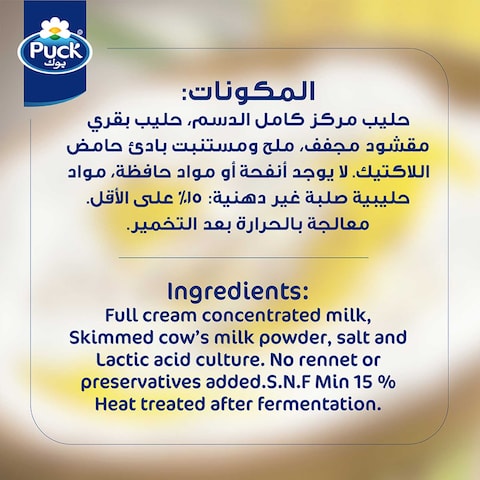 Puck
بوك
المكونات:
حليب مركز كامل الدسم، حليب بقري
مقشود مجفف، ملح ومستنبت بادئ حامض
اللاكتيك. لا يوجد أنفحة أو مواد حافظة، مواد
حليبية صلبة غير دهنية: ١٥٪ على الأقل.
معالجة بالحرارة بعد التخمير.
Ingredients:
Full cream concentrated milk,
Skimmed cow's milk powder, salt and
Lactic acid culture. No rennet or
preservatives added.S.N.F Min 15 %
Heat treated after fermentation.